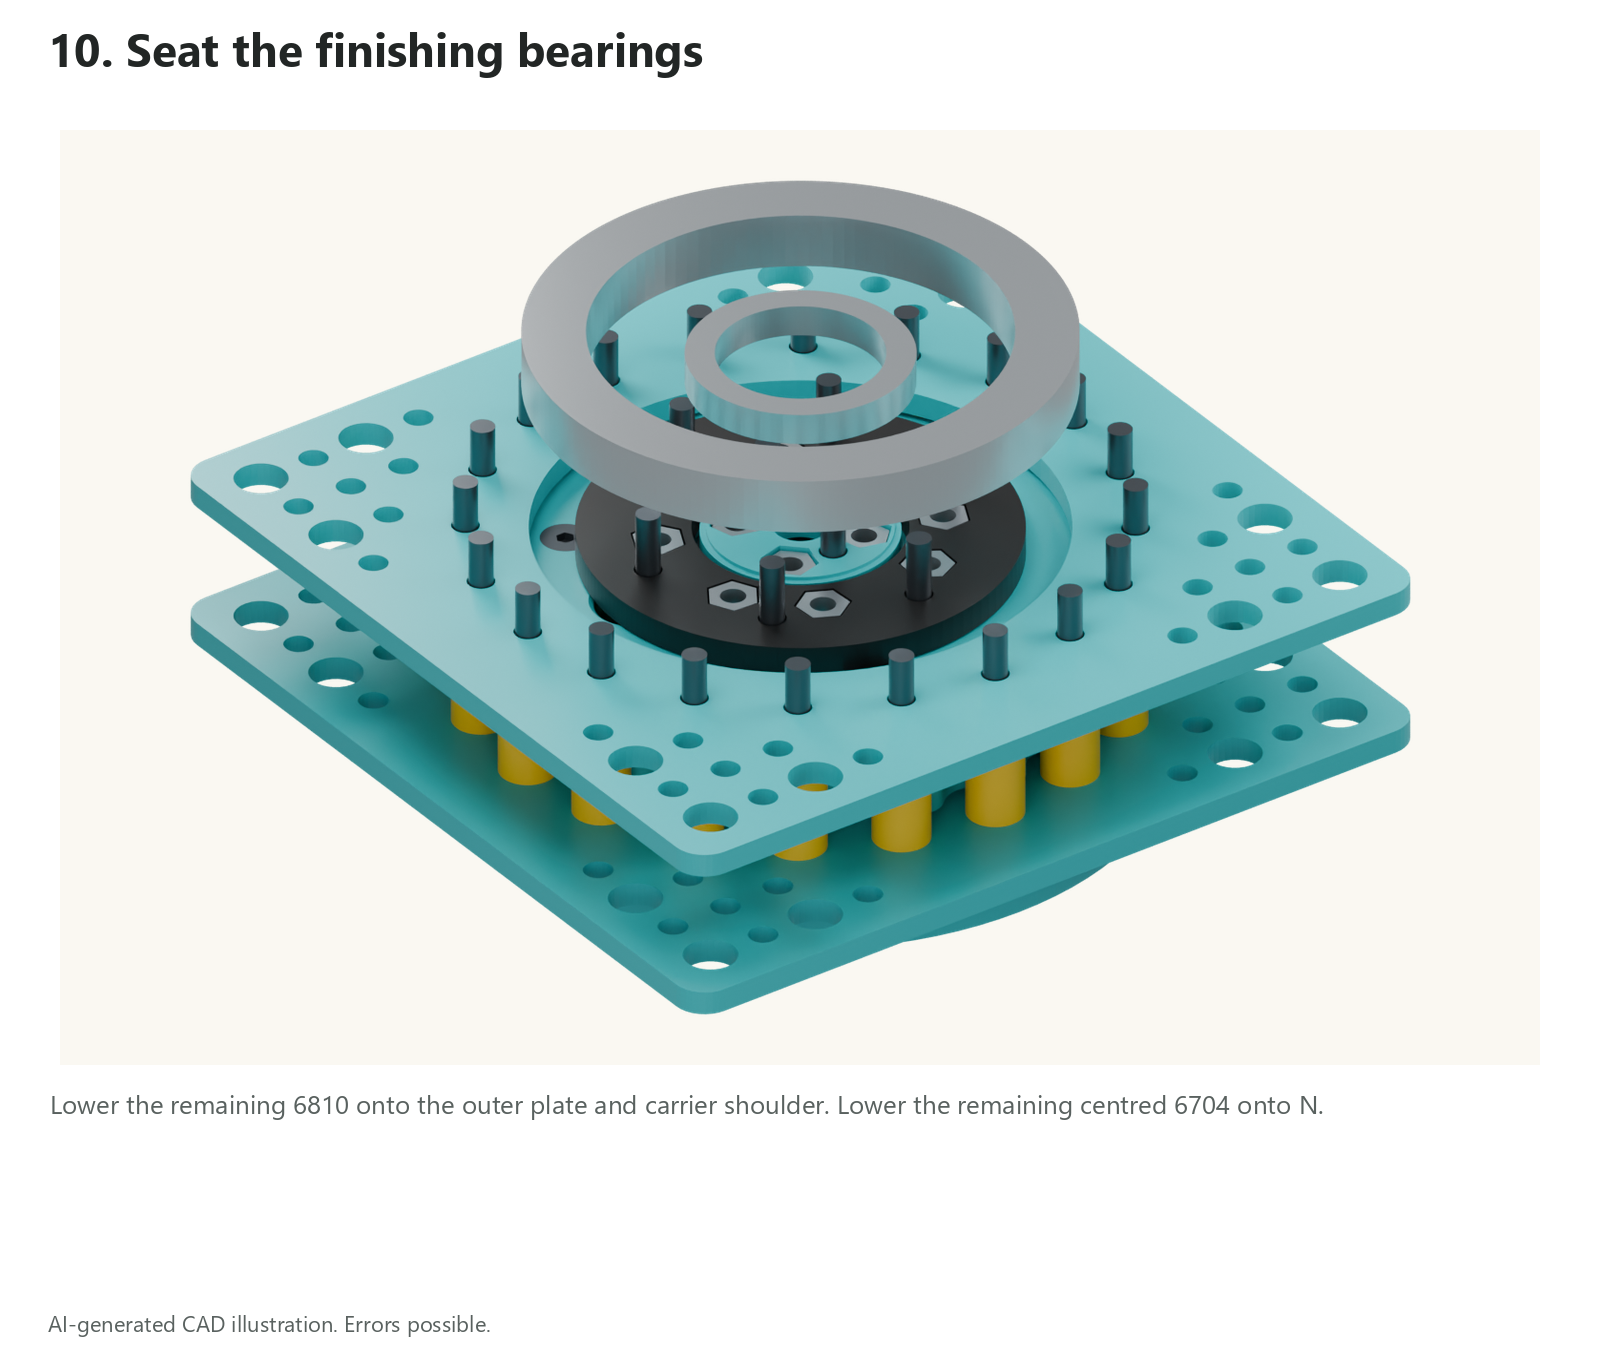 10. Seat the finishing bearings
Lower the remaining 6810 onto the outer plate and carrier shoulder. Lower the remaining centred 6704 onto N.
AI-generated CAD illustration. Errors possible.